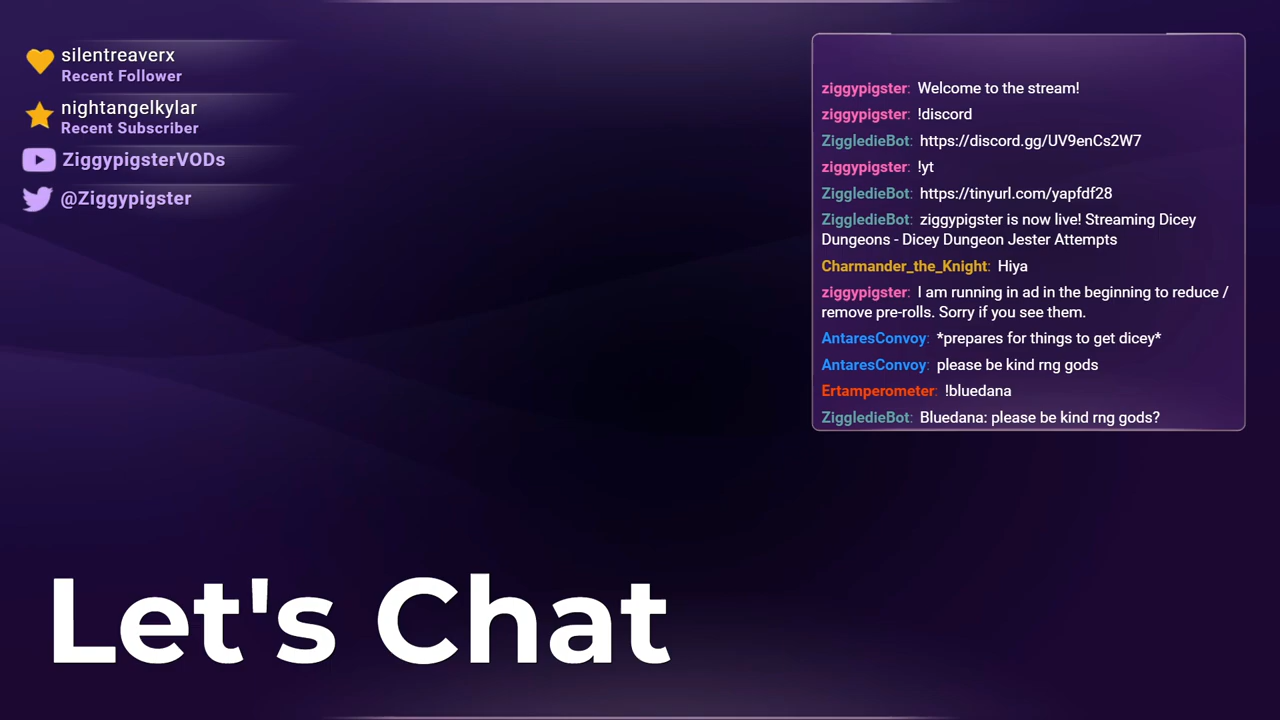 silentreaverx
Recent Follower
nightangelkylar
Recent Subscriber
ZiggypigsterVODs
@Ziggypigster
ziggypigster: Welcome to the stream!
ziggypigster: !discord
ZiggledieBot: https://discord.gg/UV9enCs2W7
ziggypigster: !yt
ZiggledieBot: https://tinyurl.com/yapfdf28
ZiggledieBot: ziggypigster is now live! Streaming Dicey
Dungeons - Dicey Dungeon Jester Attempts
Charmander_the_Knight: Hiya
ziggypigster: I am running in ad in the beginning to reduce /
remove pre-rolls. Sorry if you see them.
AntaresConvoy: *prepares for things to get dicey*
AntaresConvoy: please be kind rng gods
Ertamperometer: !bluedana
ZiggledieBot: Bluedana: please be kind rng gods?
Let's Chat